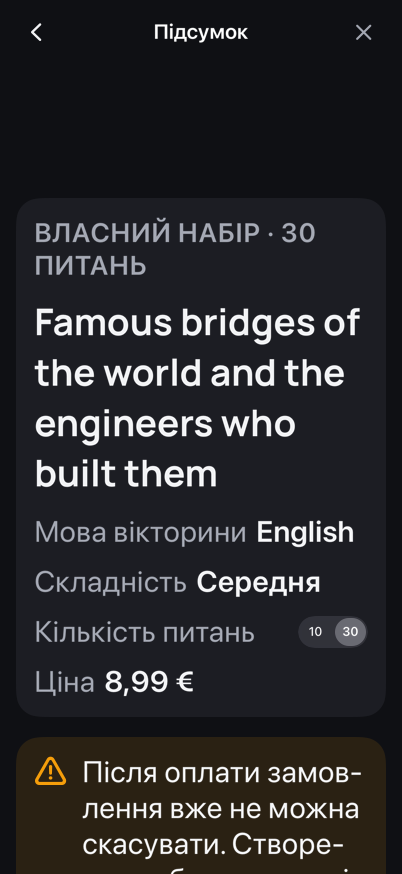 Підсумок
ВЛАСНИЙ НАБІР · 30
ПИТАНЬ
Famous bridges of
the world and the
engineers who
built them
Мова вікторини English
Складність Середня
Кількість питань 10 30
Ціна 8,99 €
Після оплати замов-
лення вже не можна
скасувати. Створе-